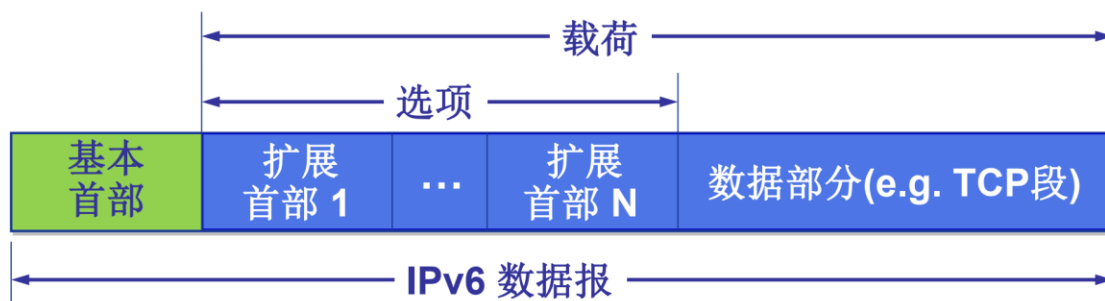 载荷
选项
基本
首部
扩展
首部 1
...
扩展
首部 N
数据部分(e.g. TCP段)
IPv6 数据报